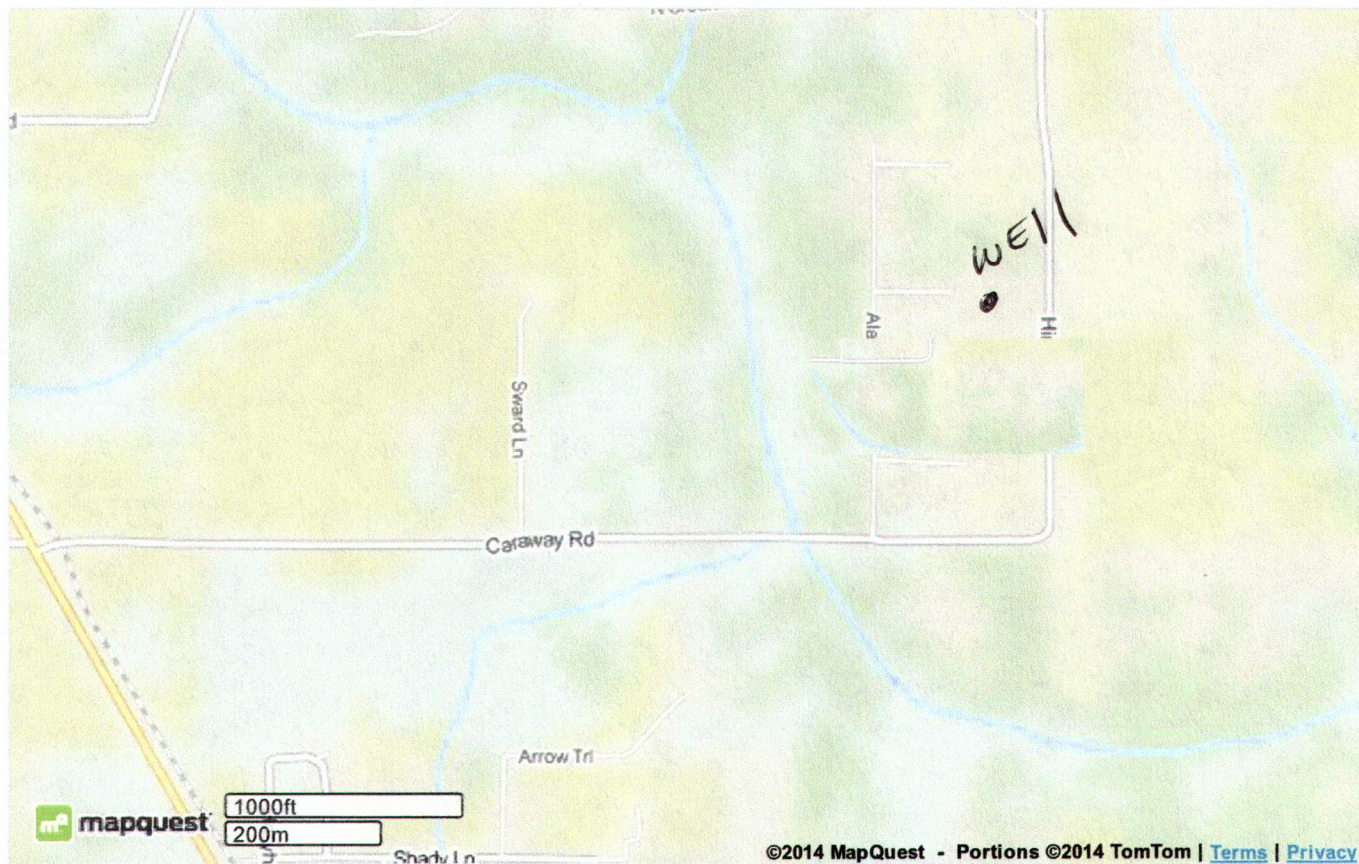 WEll
Ala
Hi
Sward Ln
Caraway Rd
Arrow Trl
mapquest
1000ft
200m
Shady Ln
©2014 MapQuest - Portions ©2014 TomTom | Terms | Privacy